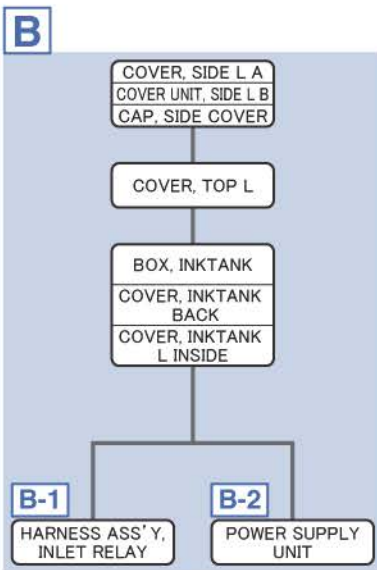 B
COVER, SIDE L A
COVER UNIT, SIDE L B
CAP, SIDE COVER
COVER, TOP L
BOX, INKTANK
COVER, INKTANK
BACK
COVER, INKTANK
L INSIDE
B-1
HARNESS ASS'Y,
INLET RELAY
B-2
POWER SUPPLY
UNIT